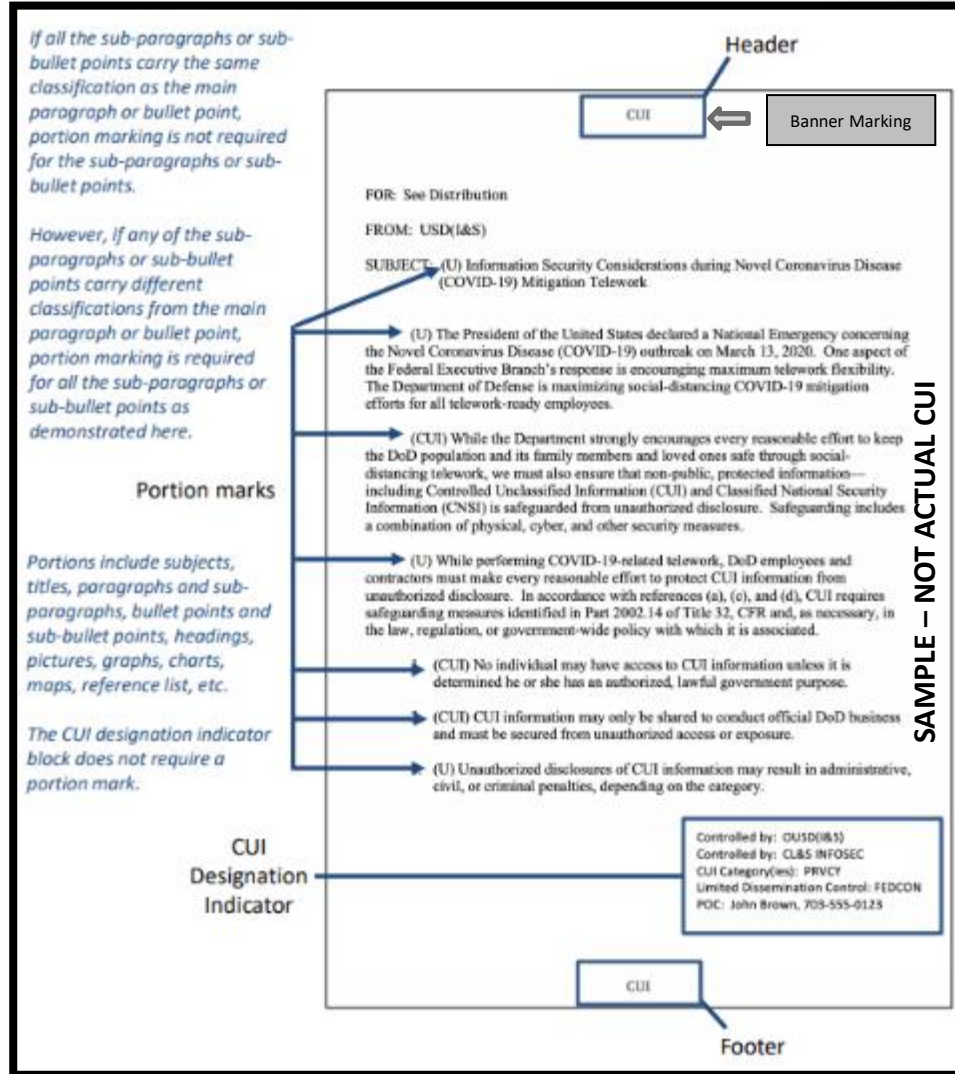 If all the sub-paragraphs or sub-
bullet points carry the same
classification as the main
paragraph or bullet point,
portion marking is not required
for the sub-paragraphs or sub-
bullet points.
However, if any of the sub-
paragraphs or sub-bullet
points carry different
classifications from the main
paragraph or bullet point,
portion marking is required
for all the sub-paragraphs or
sub-bullet points as
demonstrated here.
Portion marks
Portions include subjects,
titles, paragraphs and sub-
paragraphs, bullet points and
sub-bullet points, headings,
pictures, graphs, charts,
maps, reference list, etc.
The CUI designation indicator
block does not require a
portion mark.
CUI
Designation
Indicator
Header
CUI
Banner Marking
FOR: See Distribution
FROM: USD(I&S)
SUBJECT: (U) Information Security Considerations during Novel Coronavirus Disease
(COVID-19) Mitigation Telework
(U) The President of the United States declared a National Emergency concerning
the Novel Coronavirus Disease (COVID-19) outbreak on March 13, 2020. One aspect of
the Federal Executive Branch's response is encouraging maximum telework flexibility.
The Department of Defense is maximizing social-distancing COVID-19 mitigation
efforts for all telework-ready employees.
(CUI) While the Department strongly encourages every reasonable effort to keep
the DoD population and its family members and loved ones safe through social-
distancing telework, we must also ensure that non-public, protected information—
including Controlled Unclassified Information (CUI) and Classified National Security
Information (CNSI) is safeguarded from unauthorized disclosure. Safeguarding includes
a combination of physical, cyber, and other security measures.
(U) While performing COVID-19-related telework, DoD employees and
contractors must make every reasonable effort to protect CUI information from
unauthorized disclosure. In accordance with references (a), (c), and (d), CUI requires
safeguarding measures identified in Part 2002.14 of Title 32, CFR and, as necessary, in
the law, regulation, or government-wide policy with which it is associated.
(CUI) No individual may have access to CUI information unless it is
determined he or she has an authorized, lawful government purpose.
(CUI) CUI information may only be shared to conduct official DoD business
and must be secured from unauthorized access or exposure.
(U) Unauthorized disclosures of CUI information may result in administrative,
civil, or criminal penalties, depending on the category.
Controlled by: OUSD(I&S)
Controlled by: CL&S INFOSEC
CUI Category(ies): PRVCY
Limited Dissemination Control: FEDCON
POC: John Brown, 703-555-0123
CUI
Footer
SAMPLE – NOT ACTUAL CUI